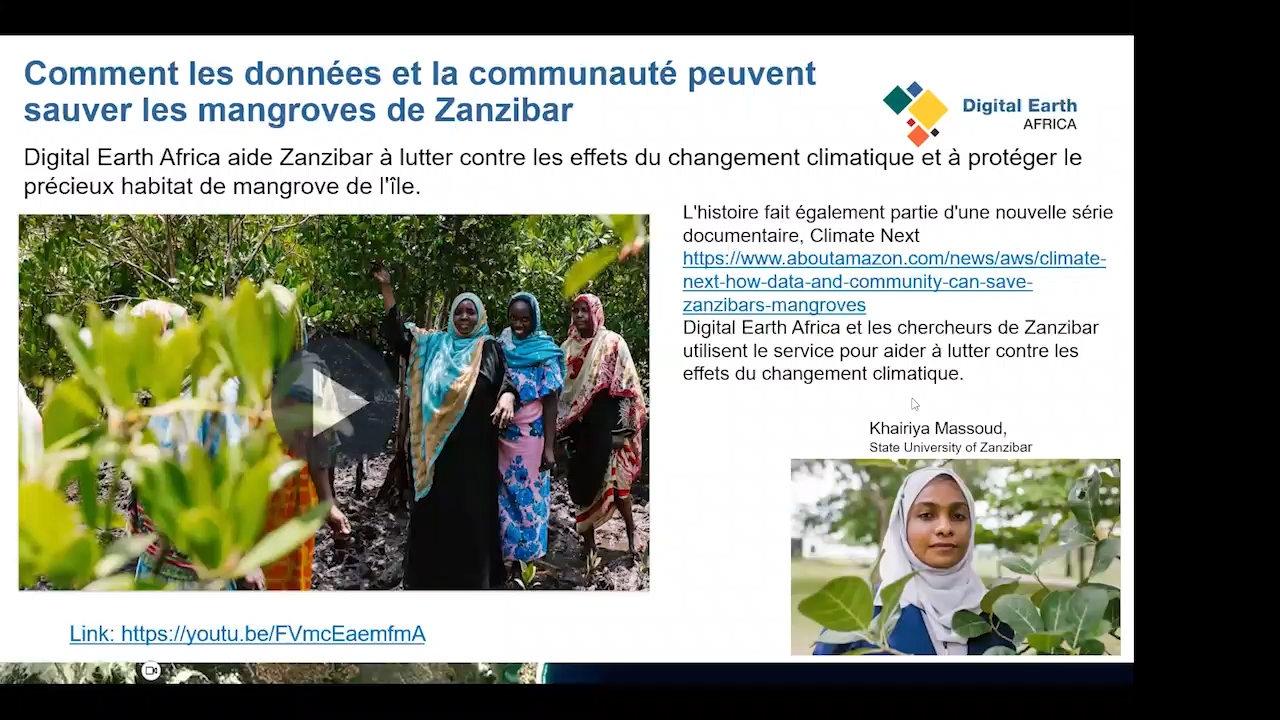 Comment les données et la communauté peuvent
sauver les mangroves de Zanzibar
Digital Earth
AFRICA
Digital Earth Africa aide Zanzibar à lutter contre les effets du changement climatique et à protéger le
précieux habitat de mangrove de l'île.
L'histoire fait également partie d'une nouvelle série
documentaire, Climate Next
https://www.aboutamazon.com/news/aws/climate-
next-how-data-and-community-can-save-
zanzibars-mangroves
Digital Earth Africa et les chercheurs de Zanzibar
utilisent le service pour aider à lutter contre les
effets du changement climatique.
Khairiya Massoud,
State University of Zanzibar
Link: https://youtu.be/FVmcEaemfmA